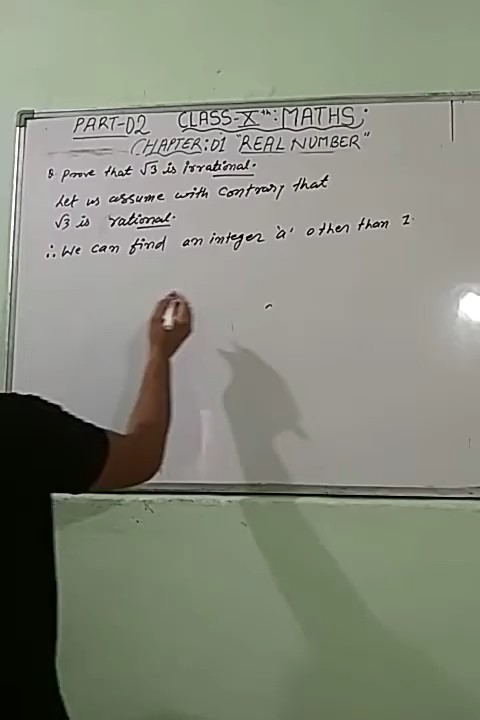 PART-02 CLASS-Xth: MATHS:
CHAPTER:01 "REAL NUMBER"
Q. Prove that √3 is irrational.
Let us assume with contrary that
√3 is rational.
∴ We can find an integer 'a' other than 1.